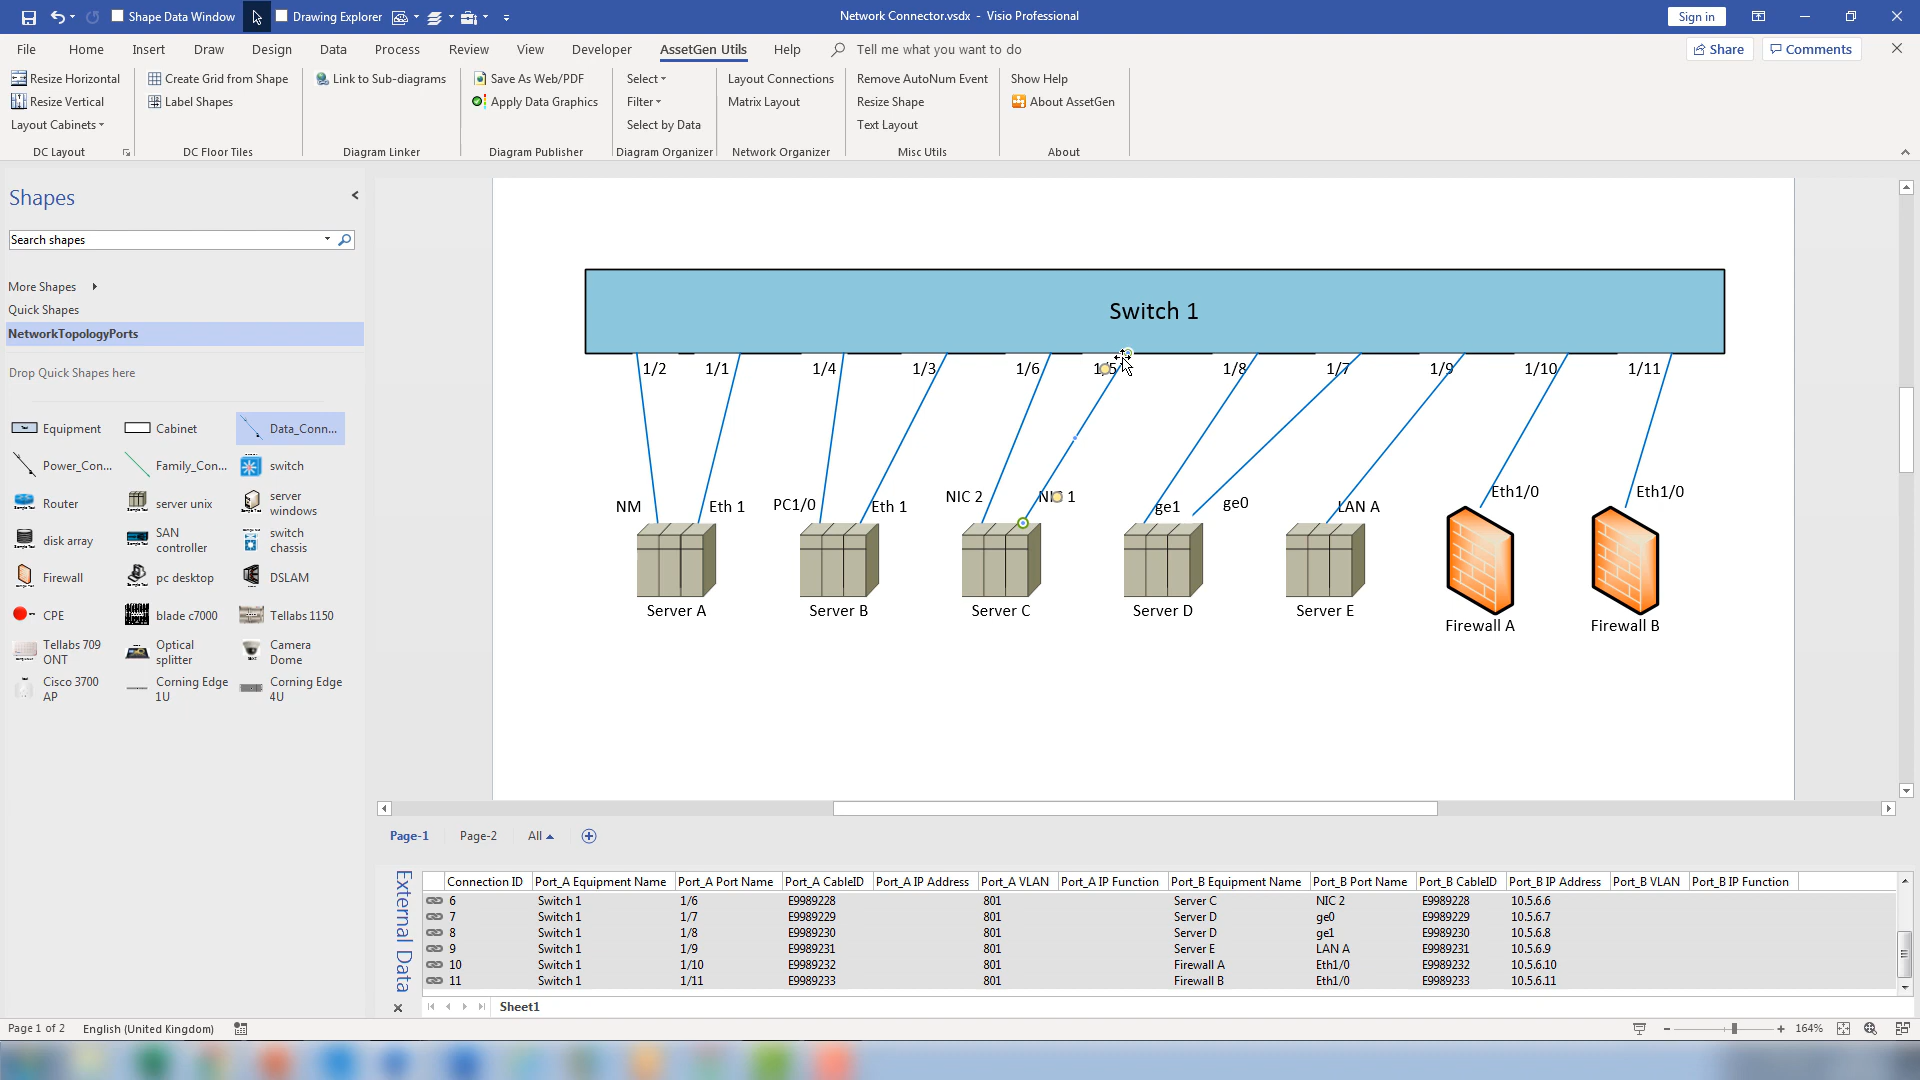 Shape Data Window
Drawing Explorer
Network Connector.vsdx - Visio Professional
Sign in
File Home Insert Draw Design Data Process Review View Developer AssetGen Utils Help Tell me what you want to do
Share Comments
Resize Horizontal
Resize Vertical
Layout Cabinets
DC Layout
Create Grid from Shape
Label Shapes
DC Floor Tiles
Link to Sub-diagrams
Diagram Linker
Save As Web/PDF
Apply Data Graphics
Diagram Publisher
Select
Filter
Select by Data
Diagram Organizer
Layout Connections
Matrix Layout
Network Organizer
Remove AutoNum Event
Resize Shape
Text Layout
Misc Utils
Show Help
About AssetGen
About
Shapes
Search shapes
More Shapes
Quick Shapes
NetworkTopologyPorts
Drop Quick Shapes here
Equipment Cabinet Data_Conn...
Power_Con... Family_Con... switch
Router server unix server windows
disk array SAN controller switch chassis
Firewall pc desktop DSLAM
CPE blade c7000 Tellabs 1150
Tellabs 709 ONT Optical splitter Camera Dome
Cisco 3700 AP Corning Edge 1U Corning Edge 4U
Switch 1
1/2 1/1 1/4 1/3 1/6 1/5 1/8 1/7 1/9 1/10 1/11
NM Eth 1 PC1/0 Eth 1 NIC 2 NIC 1 ge1 ge0 LAN A Eth1/0 Eth1/0
Server A Server B Server C Server D Server E Firewall A Firewall B
Page-1 Page-2 All
External Data
Connection ID Port_A Equipment Name Port_A Port Name Port_A CableID Port_A IP Address Port_A VLAN Port_A IP Function Port_B Equipment Name Port_B Port Name Port_B CableID Port_B IP Address Port_B VLAN Port_B IP Function
6 Switch 1 1/6 E9989228 801 Server C NIC 2 E9989228 10.5.6.6
7 Switch 1 1/7 E9989229 801 Server D ge0 E9989229 10.5.6.7
8 Switch 1 1/8 E9989230 801 Server D ge1 E9989230 10.5.6.8
9 Switch 1 1/9 E9989231 801 Server E LAN A E9989231 10.5.6.9
10 Switch 1 1/10 E9989232 801 Firewall A Eth1/0 E9989232 10.5.6.10
11 Switch 1 1/11 E9989233 801 Firewall B Eth1/0 E9989233 10.5.6.11
Sheet1
Page 1 of 2 English (United Kingdom) 164%